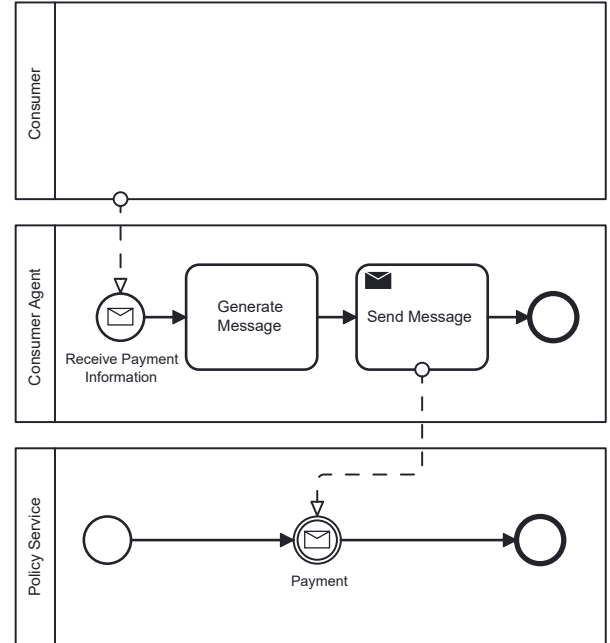 Consumer
Consumer Agent
Receive Payment
Information
Generate
Message
Send Message
Policy Service
Payment